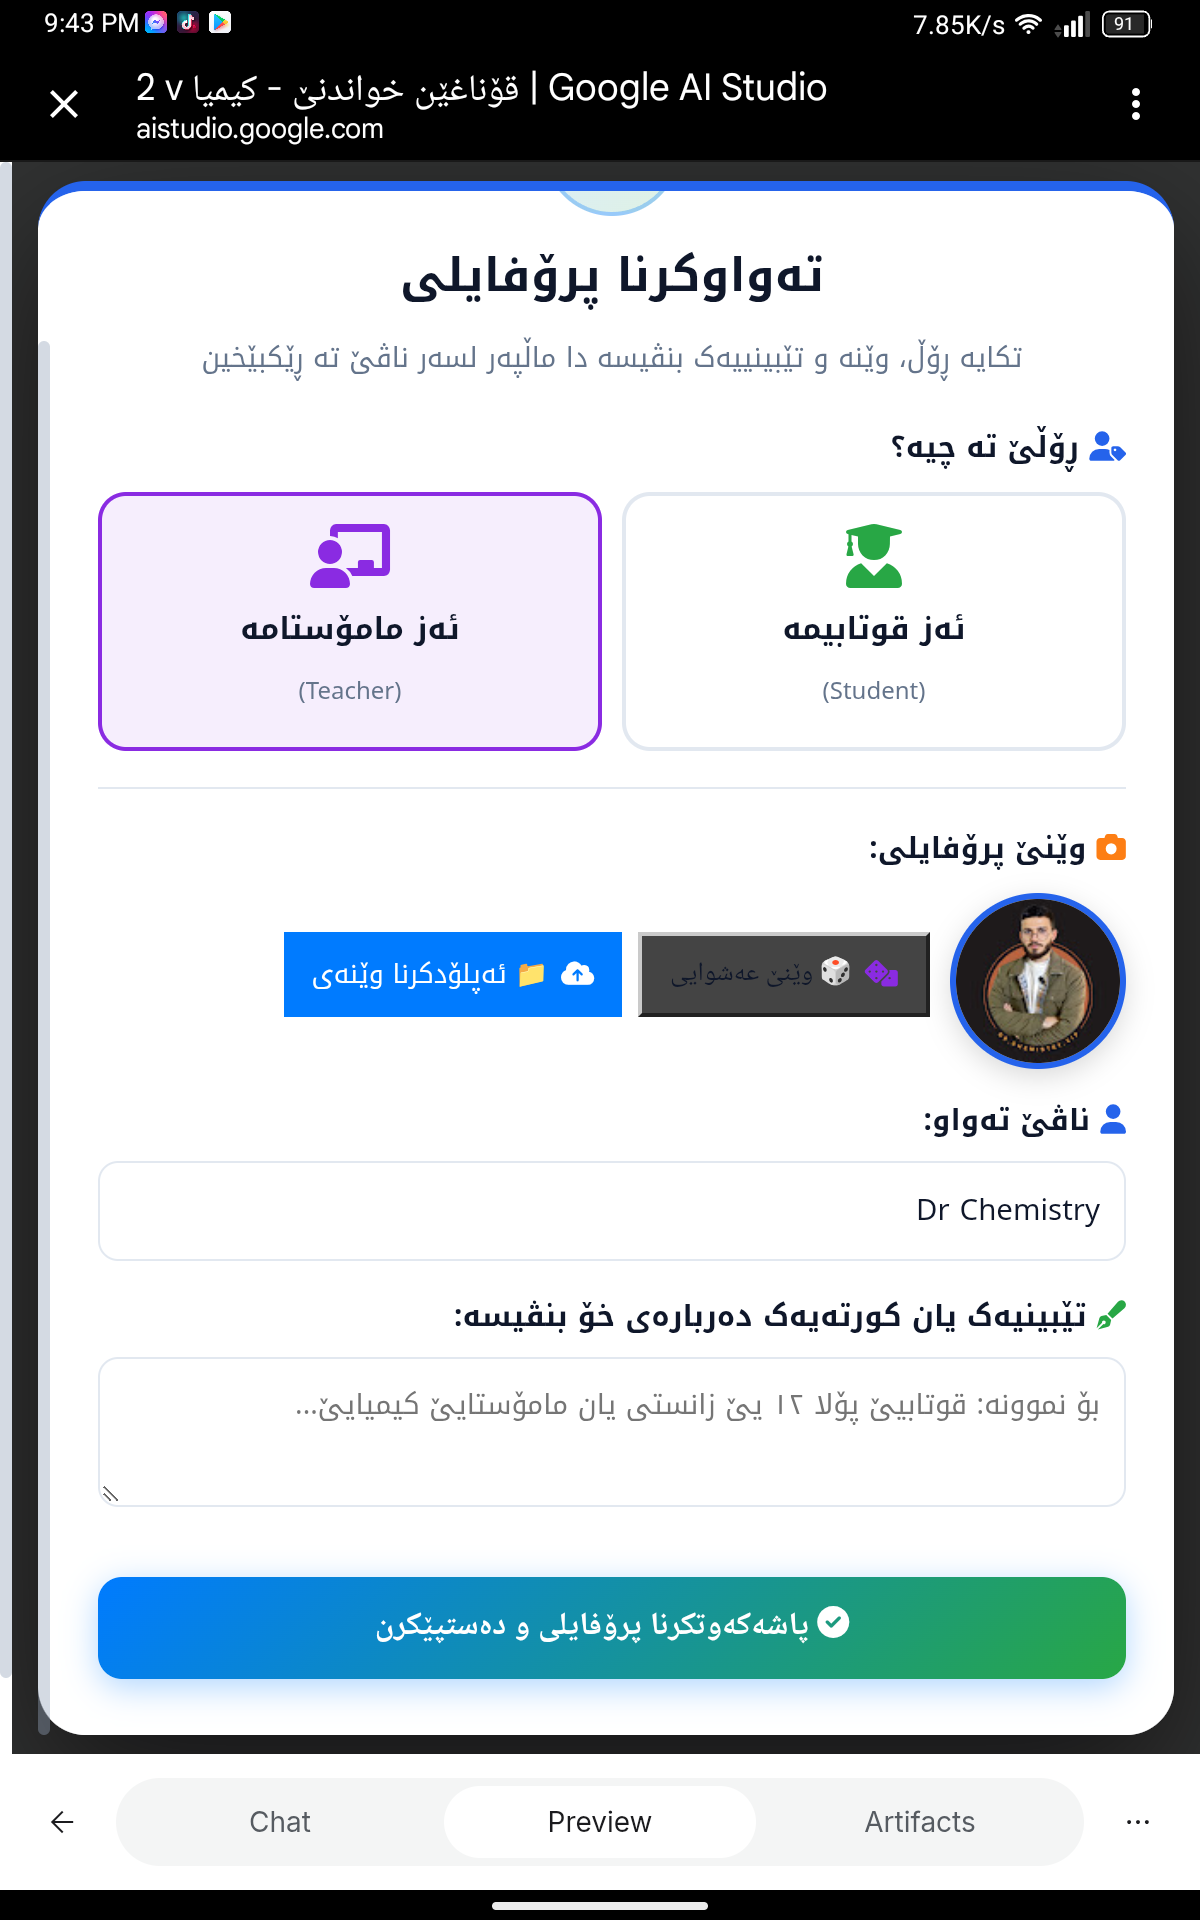 9:43 PM
7.85K/s
91
قۆناغێن خواندنێ - کیمیا 2 v | Google AI Studio
aistudio.google.com
تەواوکرنا پرۆفایلی
تکایە ڕۆڵ، وێنە و تێبینییەک بنڤیسە دا ماڵپەر لسەر ناڤێ تە ڕێکبێخین
ڕۆڵێ تە چیە؟
ئەز قوتابیمە
(Student)
ئەز مامۆستامە
(Teacher)
وێنێ پرۆفایلی:
وێنێ عەشوایی
ئەپلۆدکرنا وێنەی
ناڤێ تەواو:
Dr Chemistry
تێبینیەک یان کورتەیەک دەربارەی خۆ بنڤیسە:
بۆ نموونە: قوتابیێ پۆلا ١٢ یێ زانستی یان مامۆستایێ کیمیایێ...
پاشەکەوتکرنا پرۆفایلی و دەستپێکرن
Chat
Preview
Artifacts